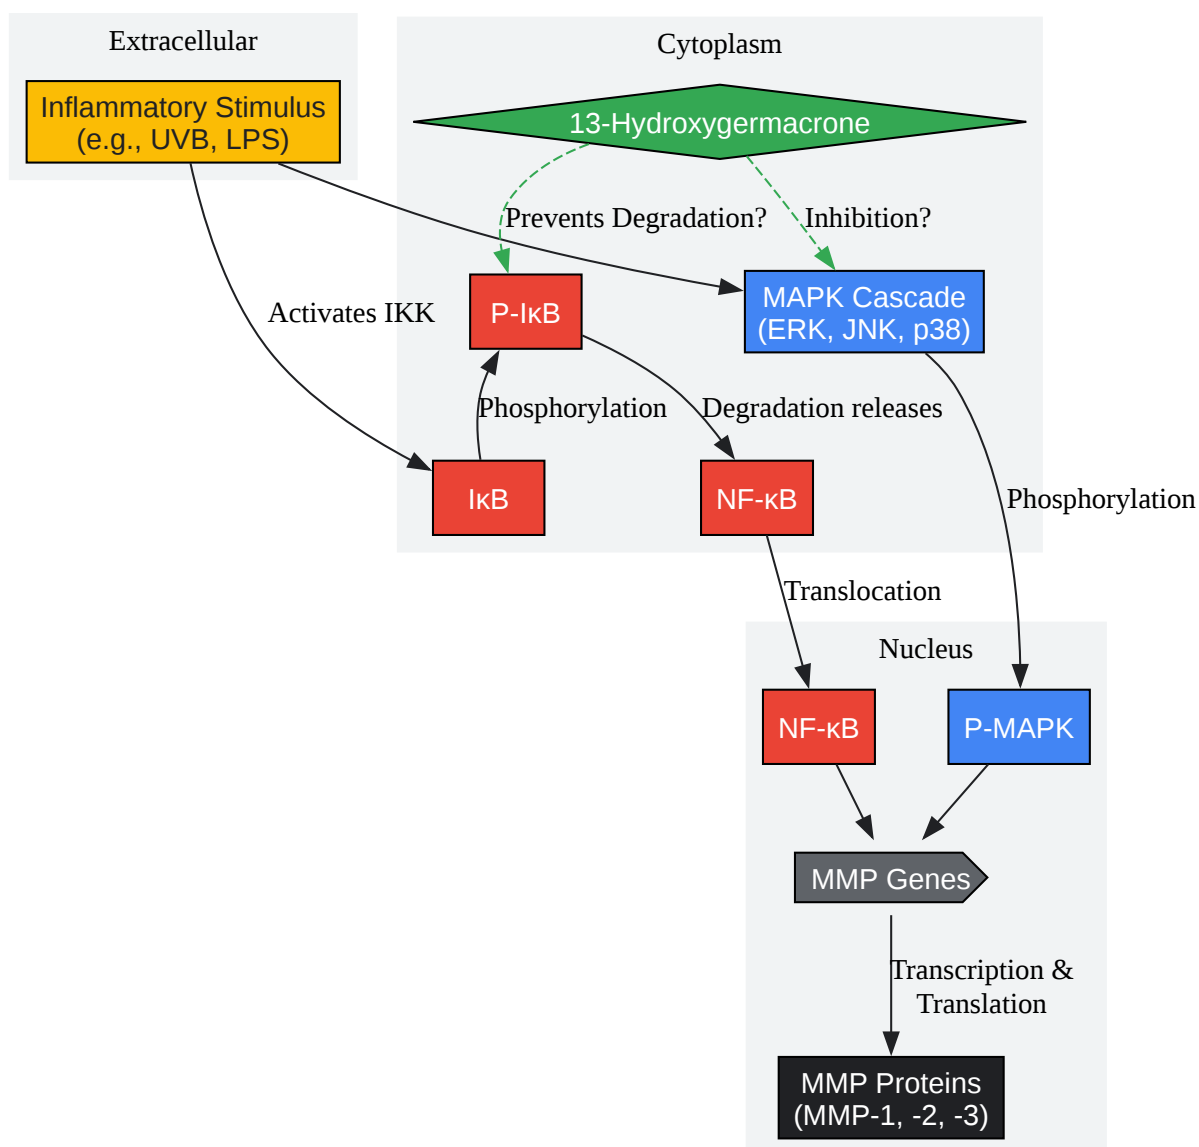 Extracellular
Inflammatory Stimulus
(e.g., UVB, LPS)
Cytoplasm
13-Hydroxygermacrone
Prevents Degradation?
Inhibition?
Activates IKK
P-IκB
MAPK Cascade
(ERK, JNK, p38)
Phosphorylation
Degradation releases
IκB
NF-κB
Phosphorylation
Translocation
Nucleus
NF-κB
P-MAPK
MMP Genes
Transcription &
Translation
MMP Proteins
(MMP-1, -2, -3)